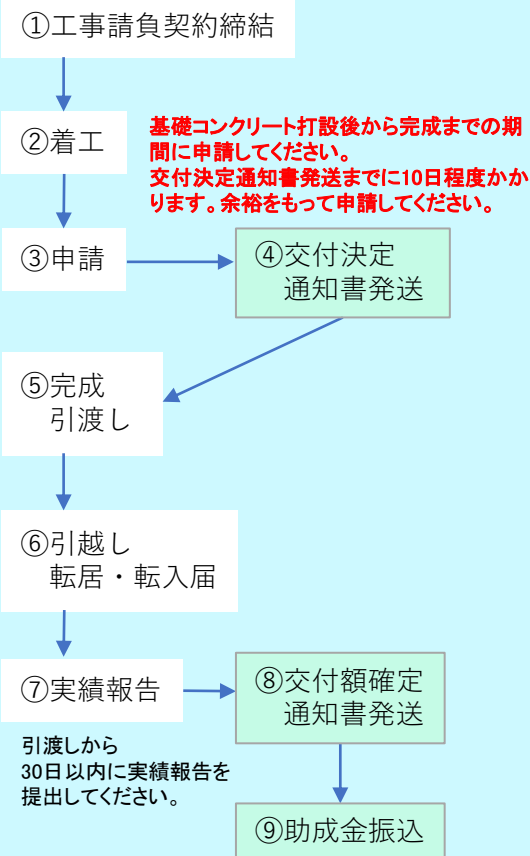 ①工事請負契約締結
②着工
基礎コンクリート打設後から完成までの期
間に申請してください。
交付決定通知書発送までに10日程度かか
ります。余裕をもって申請してください。
③申請
④交付決定
通知書発送
⑤完成
引渡し
⑥引越し
転居・転入届
⑦実績報告
⑧交付額確定
通知書発送
引渡しから
30日以内に実績報告を
提出してください。
⑨助成金振込